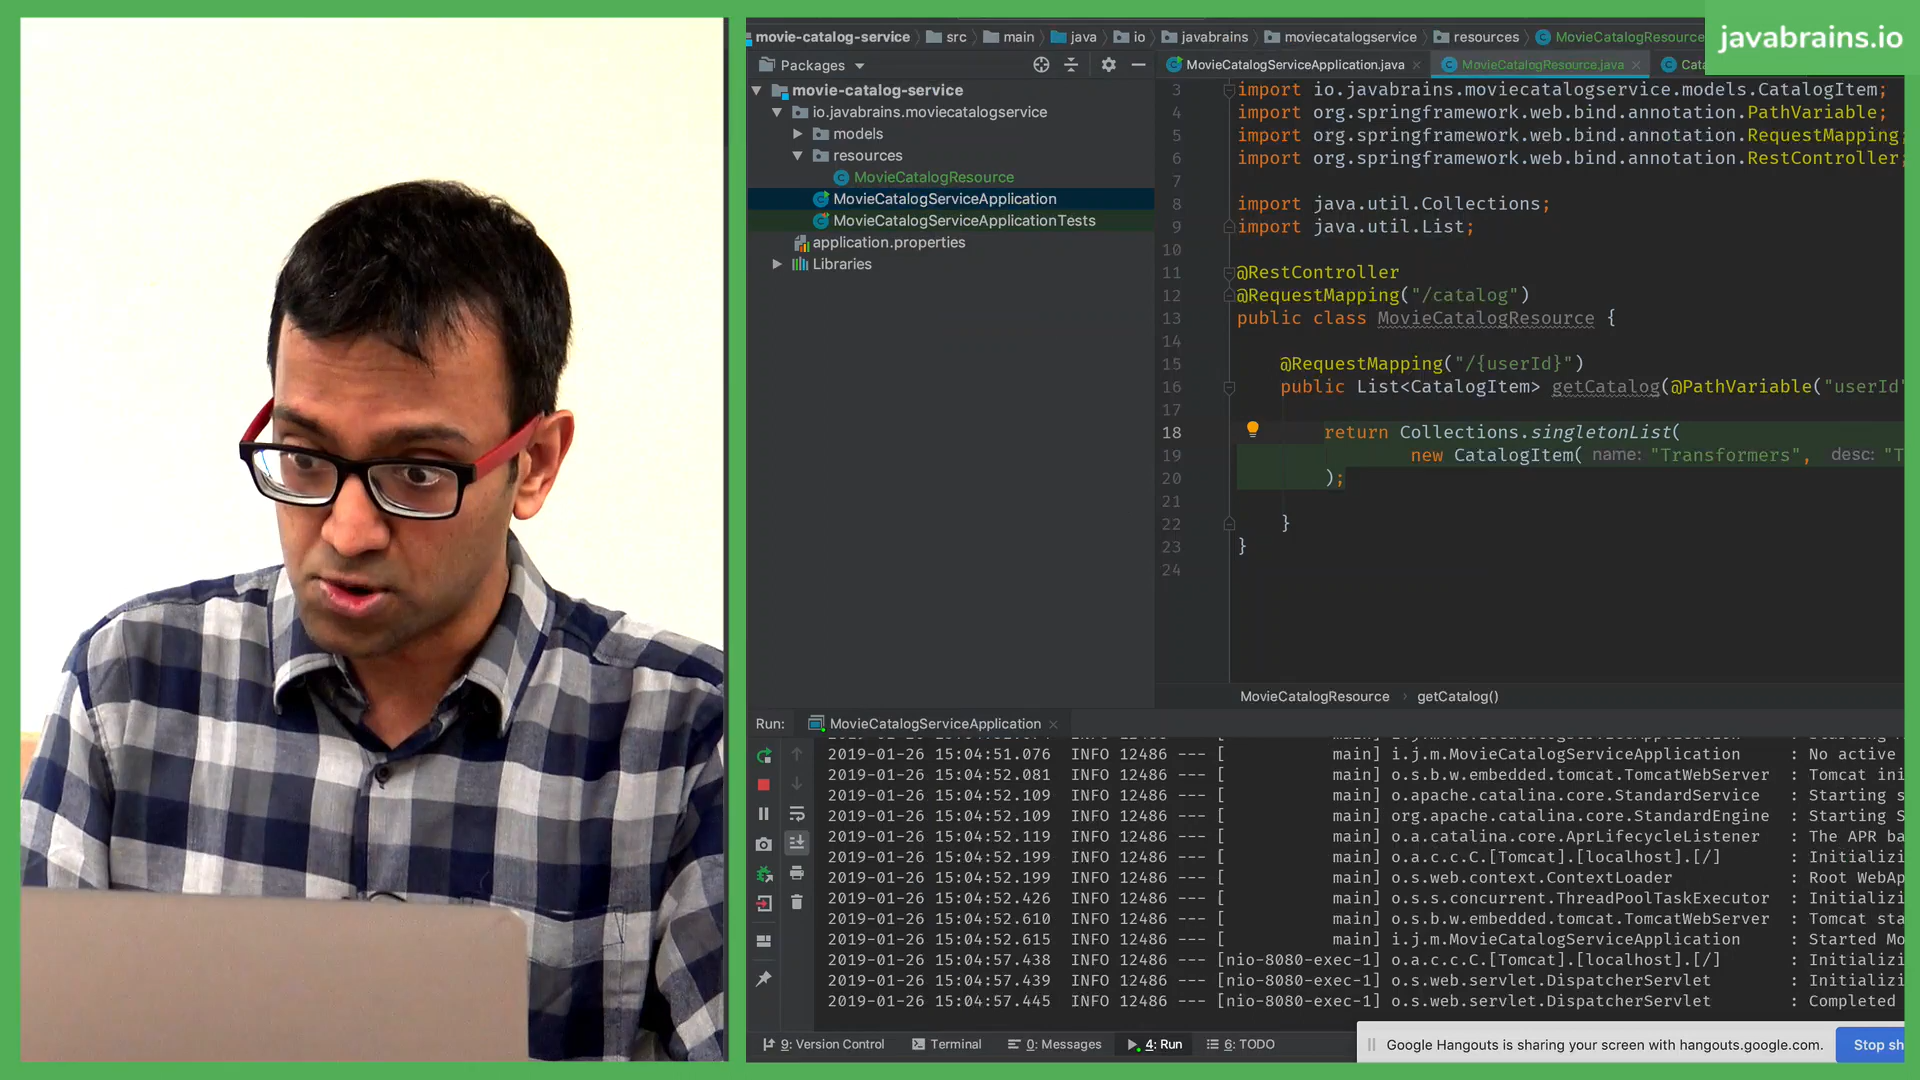 javabrains.io
movie-catalog-service src main java io javabrains moviecatalogservice resources MovieCatalogResource
Packages
MovieCatalogServiceApplication.java MovieCatalogResource.java Cat
movie-catalog-service
io.javabrains.moviecatalogservice
models
resources
MovieCatalogResource
MovieCatalogServiceApplication
MovieCatalogServiceApplicationTests
application.properties
Libraries
3 import io.javabrains.moviecatalogservice.models.CatalogItem;
4 import org.springframework.web.bind.annotation.PathVariable;
5 import org.springframework.web.bind.annotation.RequestMapping;
6 import org.springframework.web.bind.annotation.RestController;
7
8 import java.util.Collections;
9 import java.util.List;
10
11 @RestController
12 @RequestMapping("/catalog")
13 public class MovieCatalogResource {
14
15 @RequestMapping("/{userId}")
16 public List<CatalogItem> getCatalog(@PathVariable("userId"
17
18 return Collections.singletonList(
19 new CatalogItem( name: "Transformers", desc: "T
20 );
21
22 }
23 }
24
MovieCatalogResource › getCatalog()
Run: MovieCatalogServiceApplication
2019-01-26 15:04:51.076 INFO 12486 --- [ main] i.j.m.MovieCatalogServiceApplication : No active
2019-01-26 15:04:52.081 INFO 12486 --- [ main] o.s.b.w.embedded.tomcat.TomcatWebServer : Tomcat ini
2019-01-26 15:04:52.109 INFO 12486 --- [ main] o.apache.catalina.core.StandardService : Starting s
2019-01-26 15:04:52.109 INFO 12486 --- [ main] org.apache.catalina.core.StandardEngine : Starting S
2019-01-26 15:04:52.119 INFO 12486 --- [ main] o.a.catalina.core.AprLifecycleListener : The APR ba
2019-01-26 15:04:52.199 INFO 12486 --- [ main] o.a.c.c.C.[Tomcat].[localhost].[/] : Initializi
2019-01-26 15:04:52.199 INFO 12486 --- [ main] o.s.web.context.ContextLoader : Root WebAp
2019-01-26 15:04:52.426 INFO 12486 --- [ main] o.s.s.concurrent.ThreadPoolTaskExecutor : Initializi
2019-01-26 15:04:52.610 INFO 12486 --- [ main] o.s.b.w.embedded.tomcat.TomcatWebServer : Tomcat sta
2019-01-26 15:04:52.615 INFO 12486 --- [ main] i.j.m.MovieCatalogServiceApplication : Started Mo
2019-01-26 15:04:57.438 INFO 12486 --- [nio-8080-exec-1] o.a.c.c.C.[Tomcat].[localhost].[/] : Initializi
2019-01-26 15:04:57.439 INFO 12486 --- [nio-8080-exec-1] o.s.web.servlet.DispatcherServlet : Initializi
2019-01-26 15:04:57.445 INFO 12486 --- [nio-8080-exec-1] o.s.web.servlet.DispatcherServlet : Completed
9: Version Control Terminal 0: Messages 4: Run 6: TODO
Google Hangouts is sharing your screen with hangouts.google.com. Stop sh